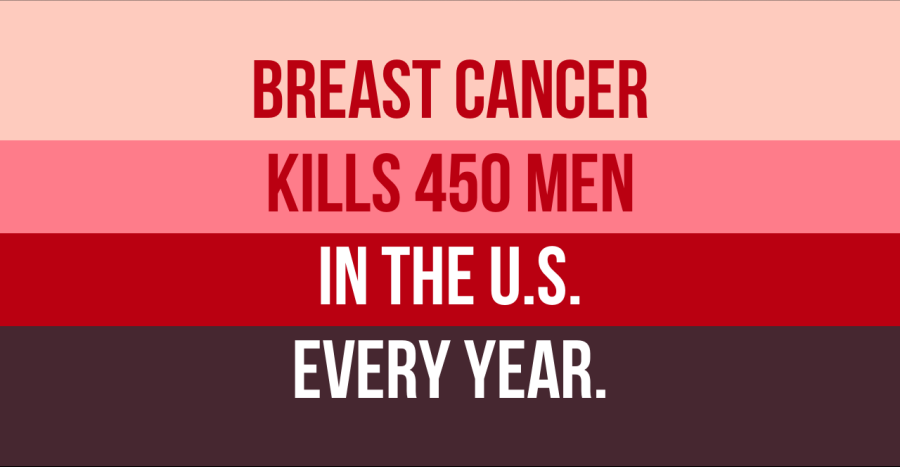 BREAST CANCER
KILLS 450 MEN
IN THE U.S.
EVERY YEAR.